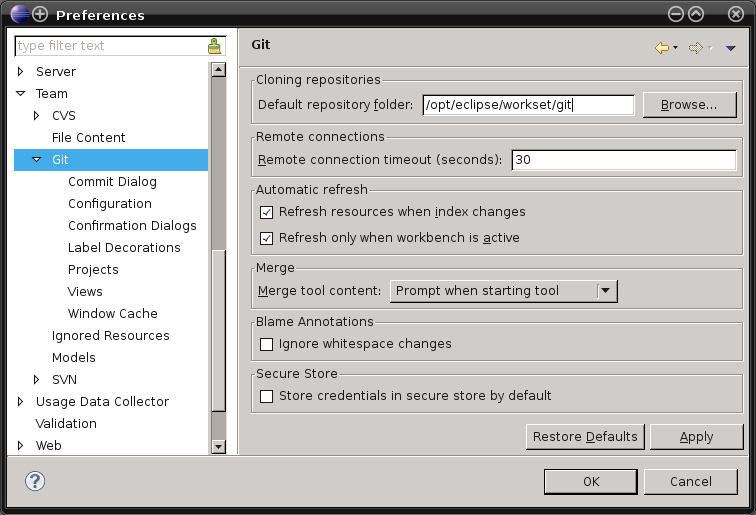 Preferences
type filter text
Server
Team
CVS
File Content
Git
Commit Dialog
Configuration
Confirmation Dialogs
Label Decorations
Projects
Views
Window Cache
Ignored Resources
Models
SVN
Usage Data Collector
Validation
Web
Git
Cloning repositories
Default repository folder: /opt/eclipse/workset/git Browse...
Remote connections
Remote connection timeout (seconds): 30
Automatic refresh
Refresh resources when index changes
Refresh only when workbench is active
Merge
Merge tool content: Prompt when starting tool
Blame Annotations
Ignore whitespace changes
Secure Store
Store credentials in secure store by default
Restore Defaults Apply
? OK Cancel